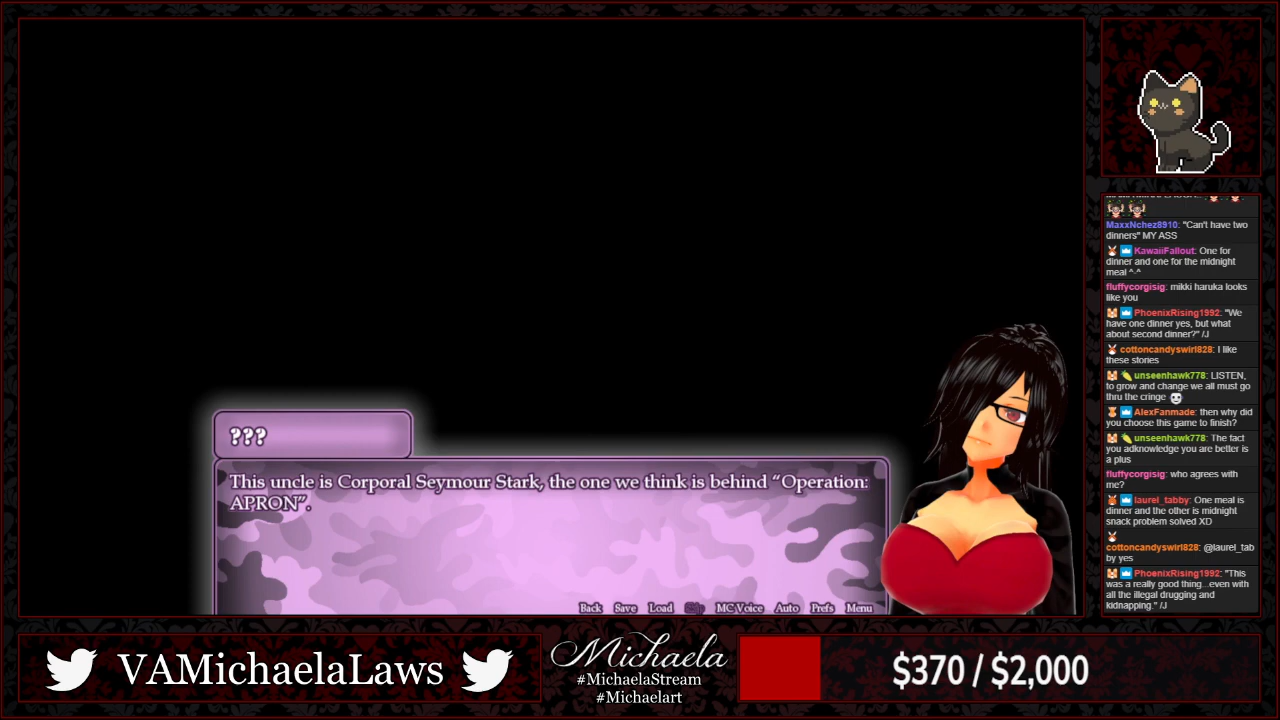 ???
This uncle is Corporal Seymour Stark, the one we think is behind “Operation:
APRON”.
Back Save Load MC Voice Auto Prefs Menu
MaxxNchez8910: "Can't have two
dinners" MY ASS
KawaiiFallout: One for
dinner and one for the midnight
meal ^.^
fluffycorgisig: mikki haruka looks
like you
PhoenixRising1992: "We
have one dinner yes, but what
about second dinner?" /J
cottoncandyswirl828: I like
these stories
unseenhawk778: LISTEN,
to grow and change we all must go
thru the cringe
AlexFanmade: then why did
you choose this game to finish?
unseenhawk778: The fact
you adknowledge you are better is
a plus
fluffycorgisig: who agrees with
me?
laurel_tabby: One meal is
dinner and the other is midnight
snack problem solved XD
cottoncandyswirl828: @laurel_tab
by yes
PhoenixRising1992: "This
was a really good thing...even with
all the illegal drugging and
kidnapping." /J
VAMichaelaLaws
Michaela
#MichaelaStream
#Michaelart
$370 / $2,000